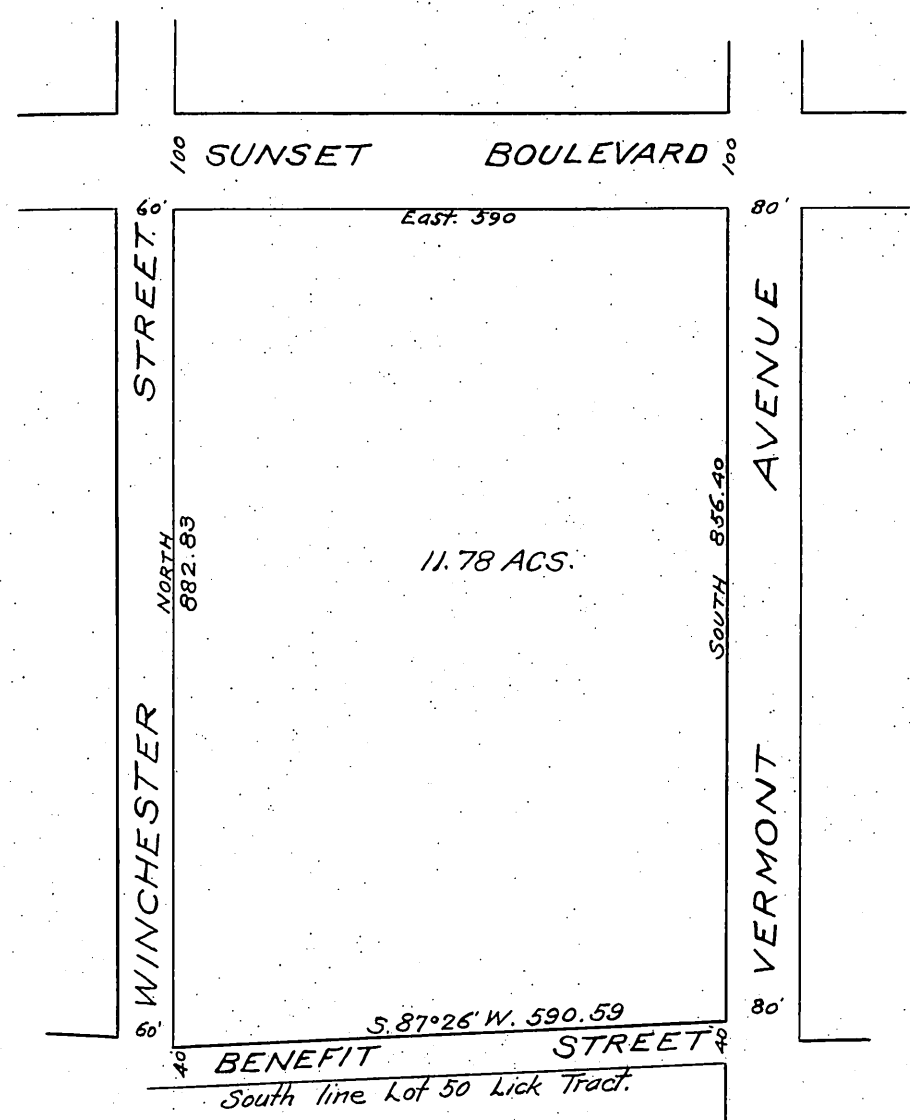 100 SUNSET BOULEVARD 100
60'
East. 590
80'
WINCHESTER STREET.
NORTH
882.83
11.78 ACS.
SOUTH 856.40
VERMONT AVENUE
60'
S. 87°26' W. 590.59
80'
40 BENEFIT STREET 40
South line Lot 50 Lick Tract.